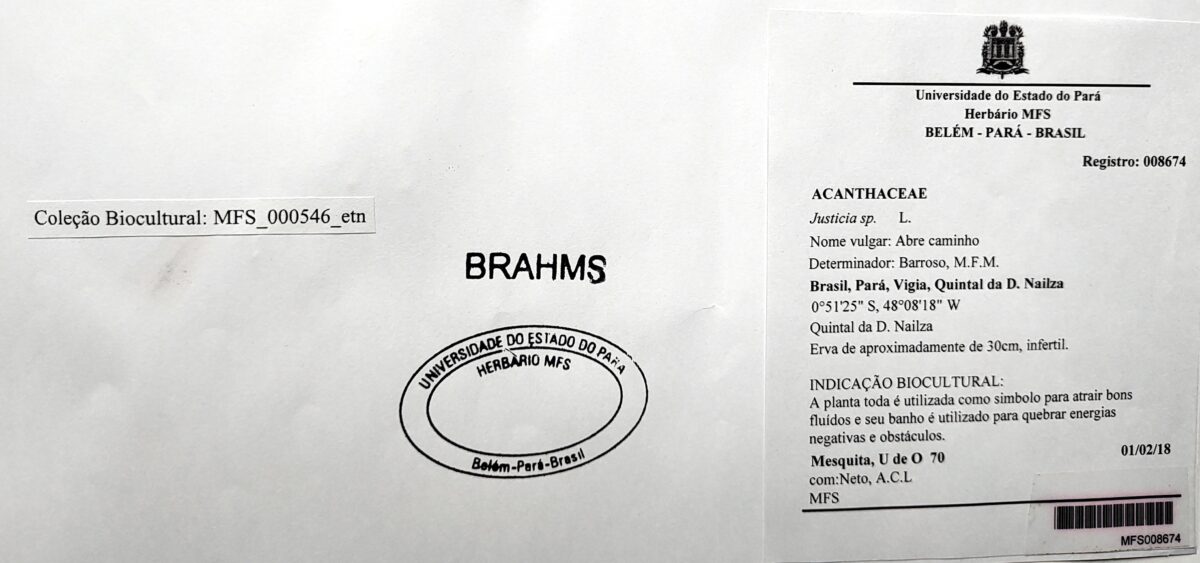 Coleção Biocultural: MFS_000546_etn
BRAHMS
UNIVERSIDADE DO ESTADO DO PARÁ
HERBÁRIO MFS
Belém-Pará-Brasil
Universidade do Estado do Pará
Herbário MFS
BELÉM - PARÁ - BRASIL
Registro: 008674
ACANTHACEAE
Justicia sp. L.
Nome vulgar: Abre caminho
Determinador: Barroso, M.F.M.
Brasil, Pará, Vigia, Quintal da D. Nailza
0°51'25" S, 48°08'18" W
Quintal da D. Nailza
Erva de aproximadamente de 30cm, infertil.
INDICAÇÃO BIOCULTURAL:
A planta toda é utilizada como simbolo para atrair bons
fluídos e seu banho é utilizado para quebrar energias
negativas e obstáculos.
01/02/18
Mesquita, U de O 70
com:Neto, A.C.L
MFS
MFS008674